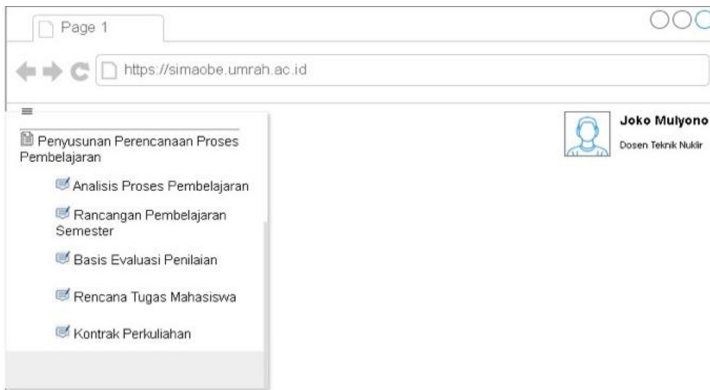 Page 1
https://simaobe.umrah.ac.id
Joko Mulyono
Dosen Teknik Nuklir
Penyusunan Perencanaan Proses
Pembelajaran
Analisis Proses Pembelajaran
Rancangan Pembelajaran
Semester
Basis Evaluasi Penilaian
Rencana Tugas Mahasiswa
Kontrak Perkuliahan